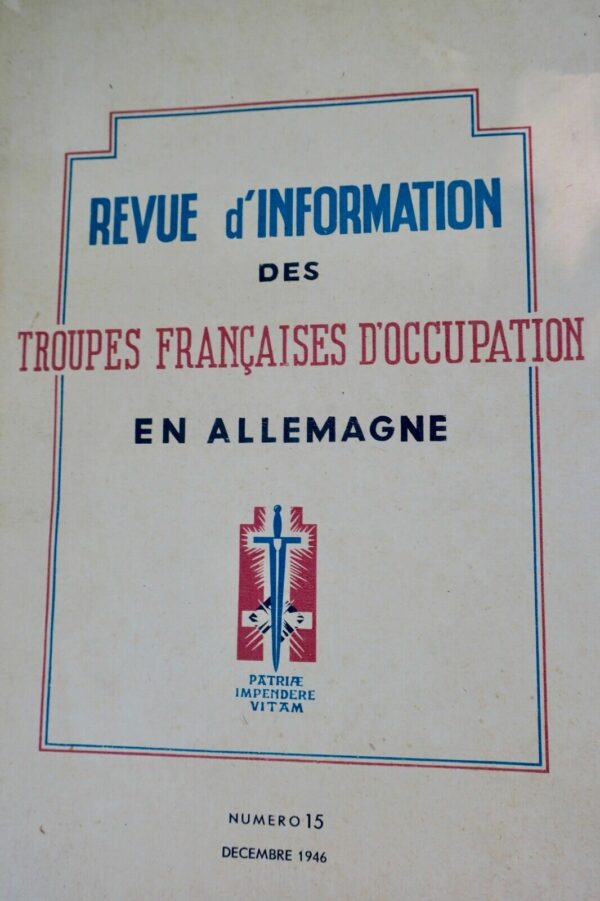 REVUE d'INFORMATION
DES
TROUPES FRANÇAISES D'OCCUPATION
EN ALLEMAGNE
PATRIÆ
IMPENDERE
VITAM
NUMERO 15
DECEMBRE 1946